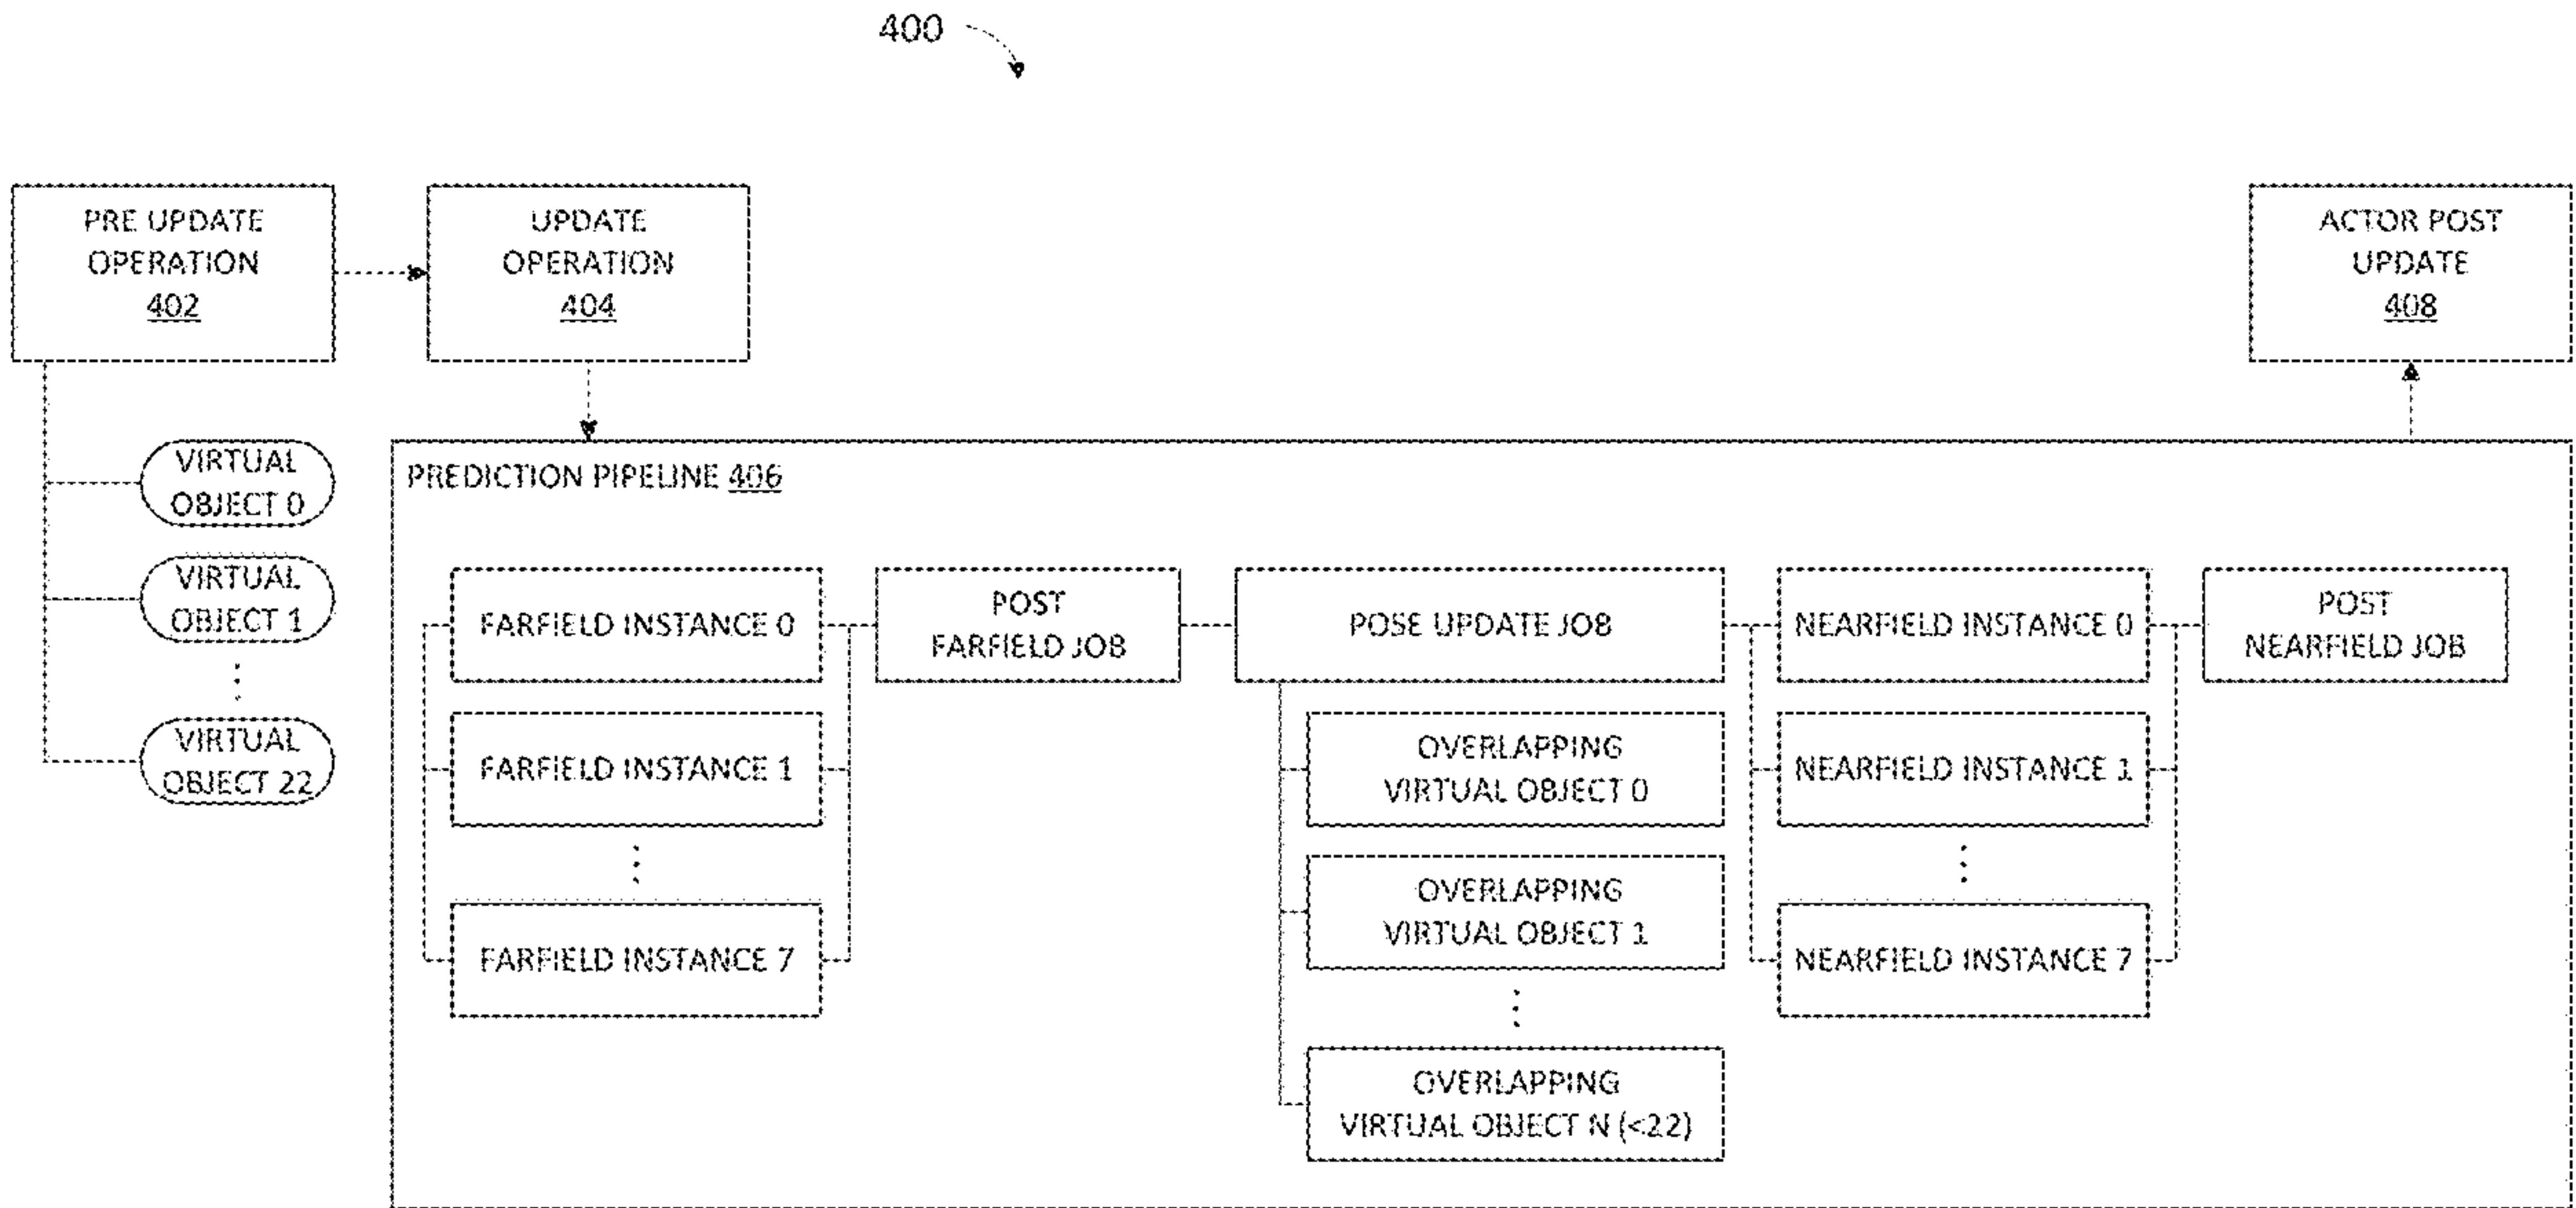 400
PRE UPDATE
OPERATION
402
UPDATE
OPERATION
404
ACTOR POST
UPDATE
408
VIRTUAL
OBJECT 0
VIRTUAL
OBJECT 1
VIRTUAL
OBJECT 22
PREDICTION PIPELINE 406
FARFIELD INSTANCE 0
FARFIELD INSTANCE 1
FARFIELD INSTANCE 7
POST
FARFIELD JOB
POSE UPDATE JOB
OVERLAPPING
VIRTUAL OBJECT 0
OVERLAPPING
VIRTUAL OBJECT 1
OVERLAPPING
VIRTUAL OBJECT N (<22)
NEARFIELD INSTANCE 0
NEARFIELD INSTANCE 1
NEARFIELD INSTANCE 7
POST
NEARFIELD JOB